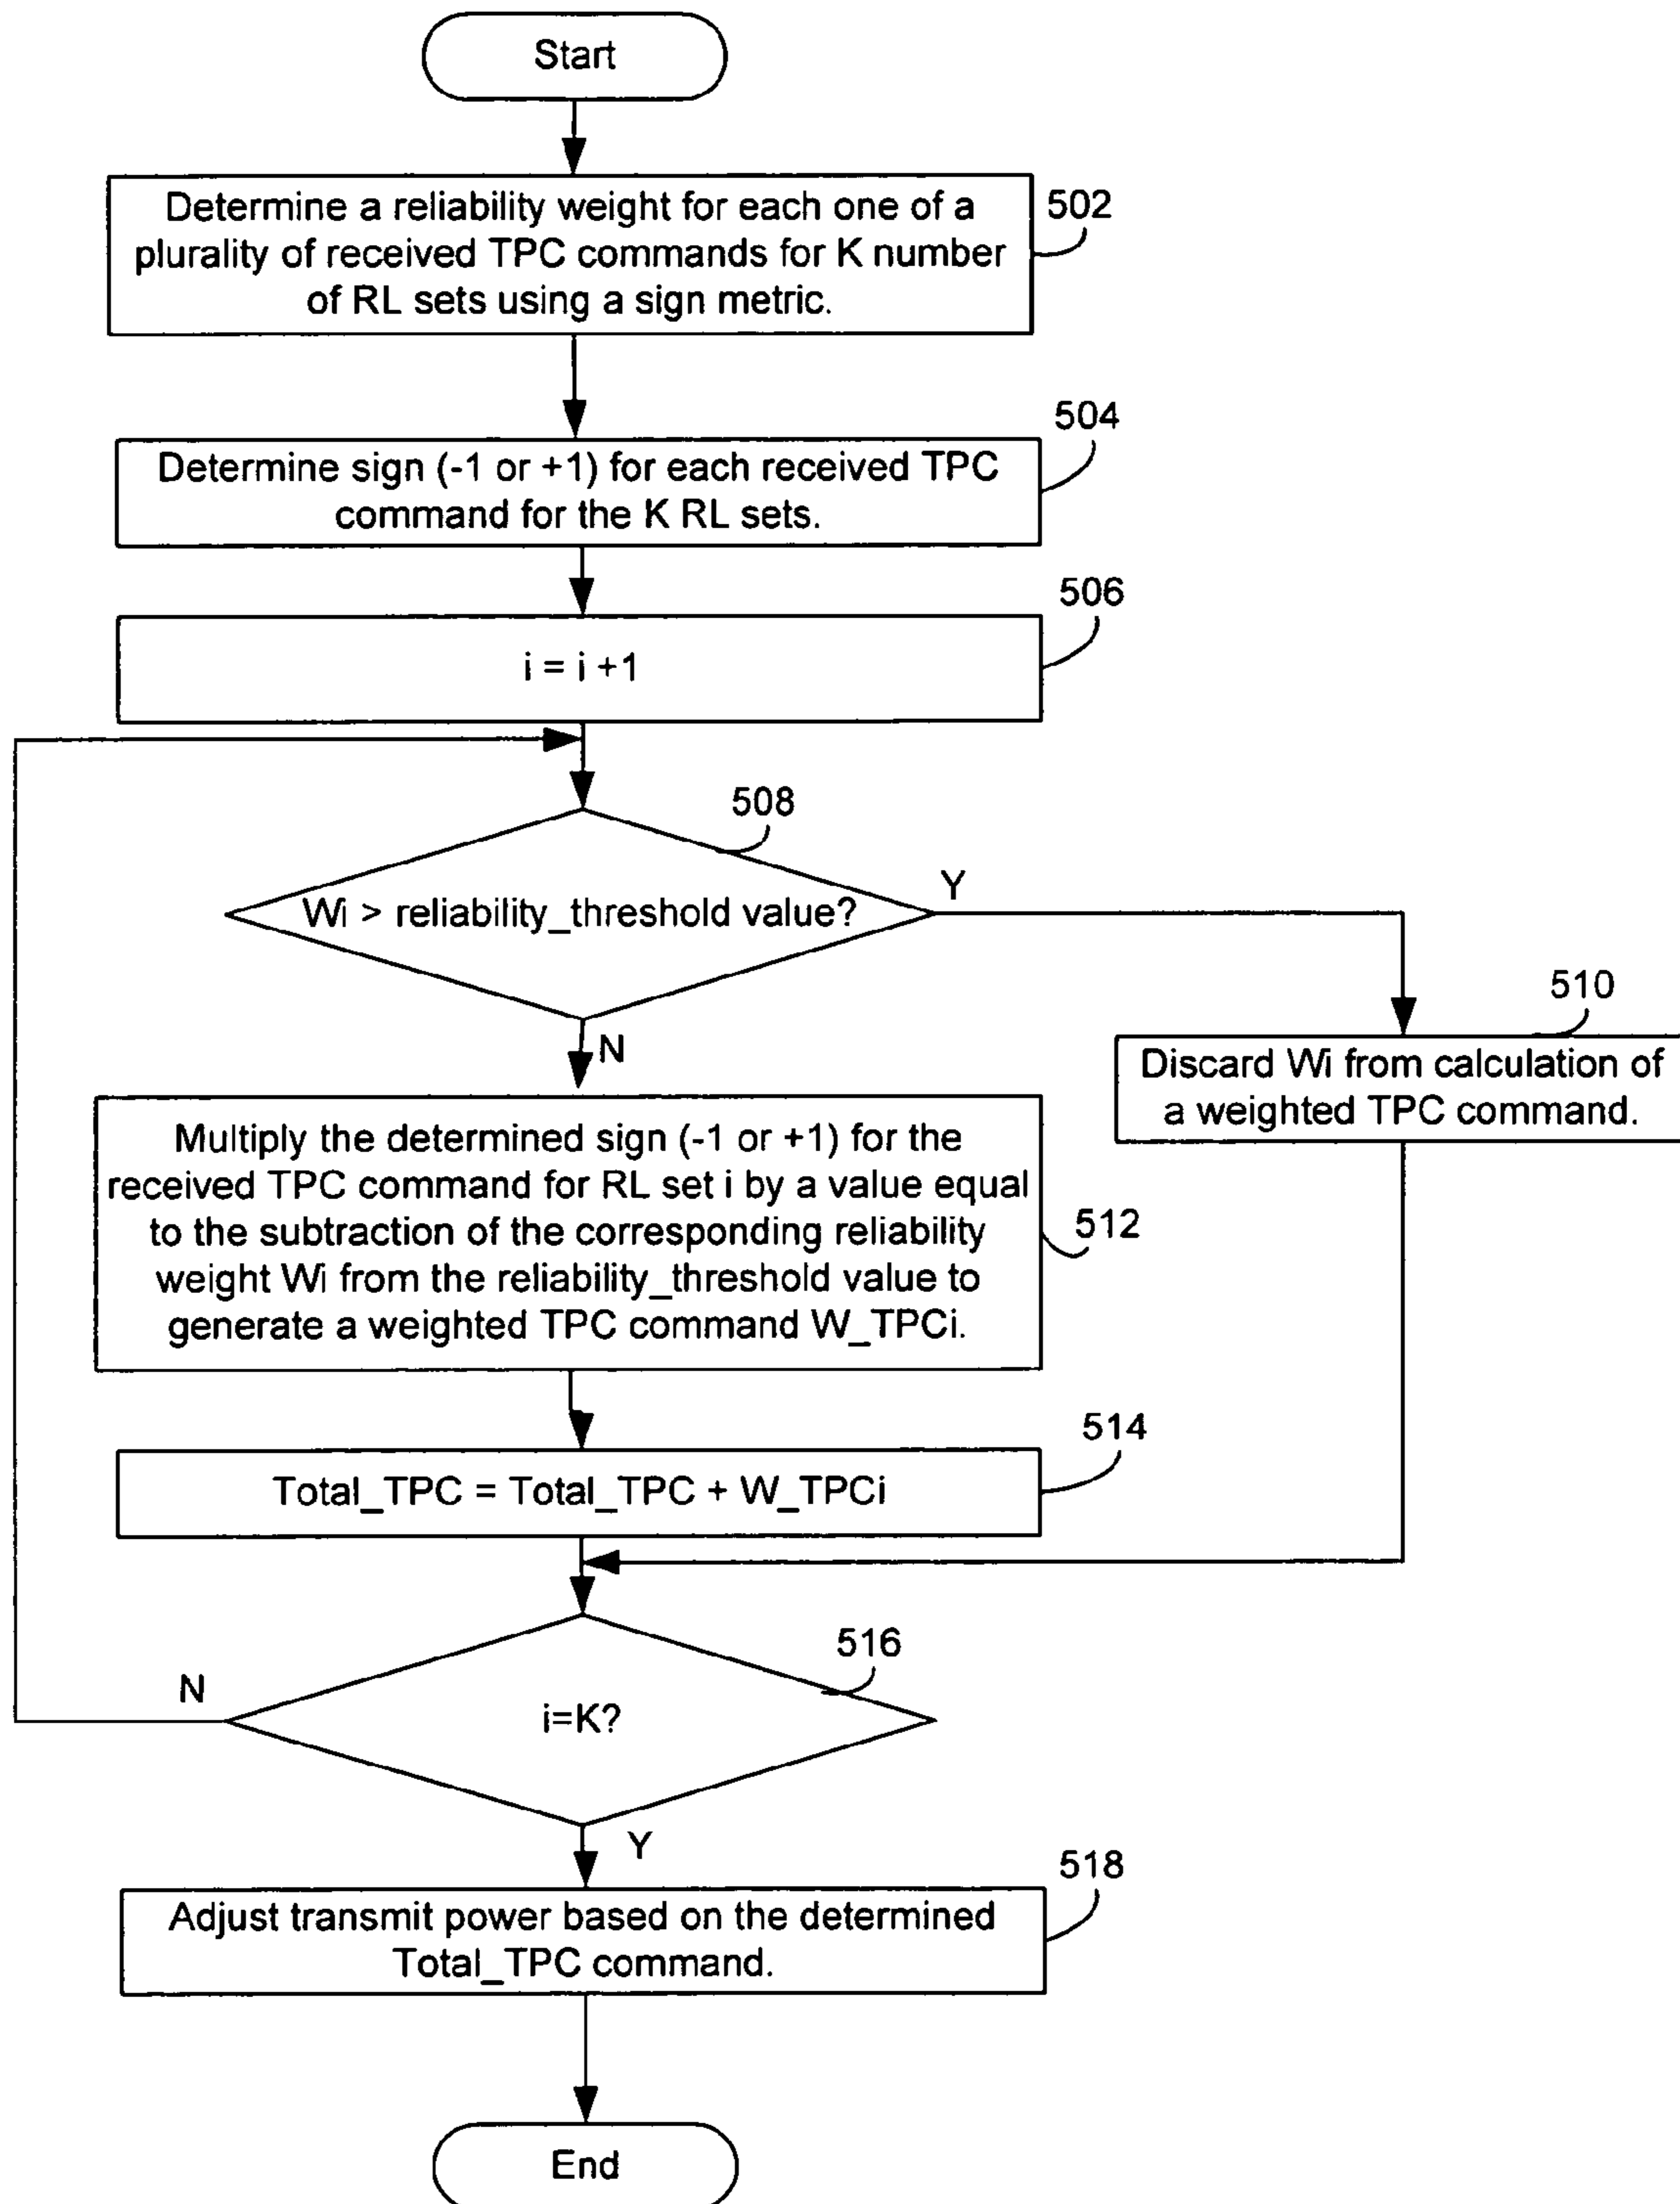 Start
Determine a reliability weight for each one of a
plurality of received TPC commands for K number
of RL sets using a sign metric.
502
Determine sign (-1 or +1) for each received TPC
command for the K RL sets.
504
i = i +1
506
Wi > reliability_threshold value?
508
Y
N
Discard Wi from calculation of
a weighted TPC command.
510
Multiply the determined sign (-1 or +1) for the
received TPC command for RL set i by a value equal
to the subtraction of the corresponding reliability
weight Wi from the reliability_threshold value to
generate a weighted TPC command W_TPCi.
512
Total_TPC = Total_TPC + W_TPCi
514
i=K?
516
N
Y
Adjust transmit power based on the determined
Total_TPC command.
518
End